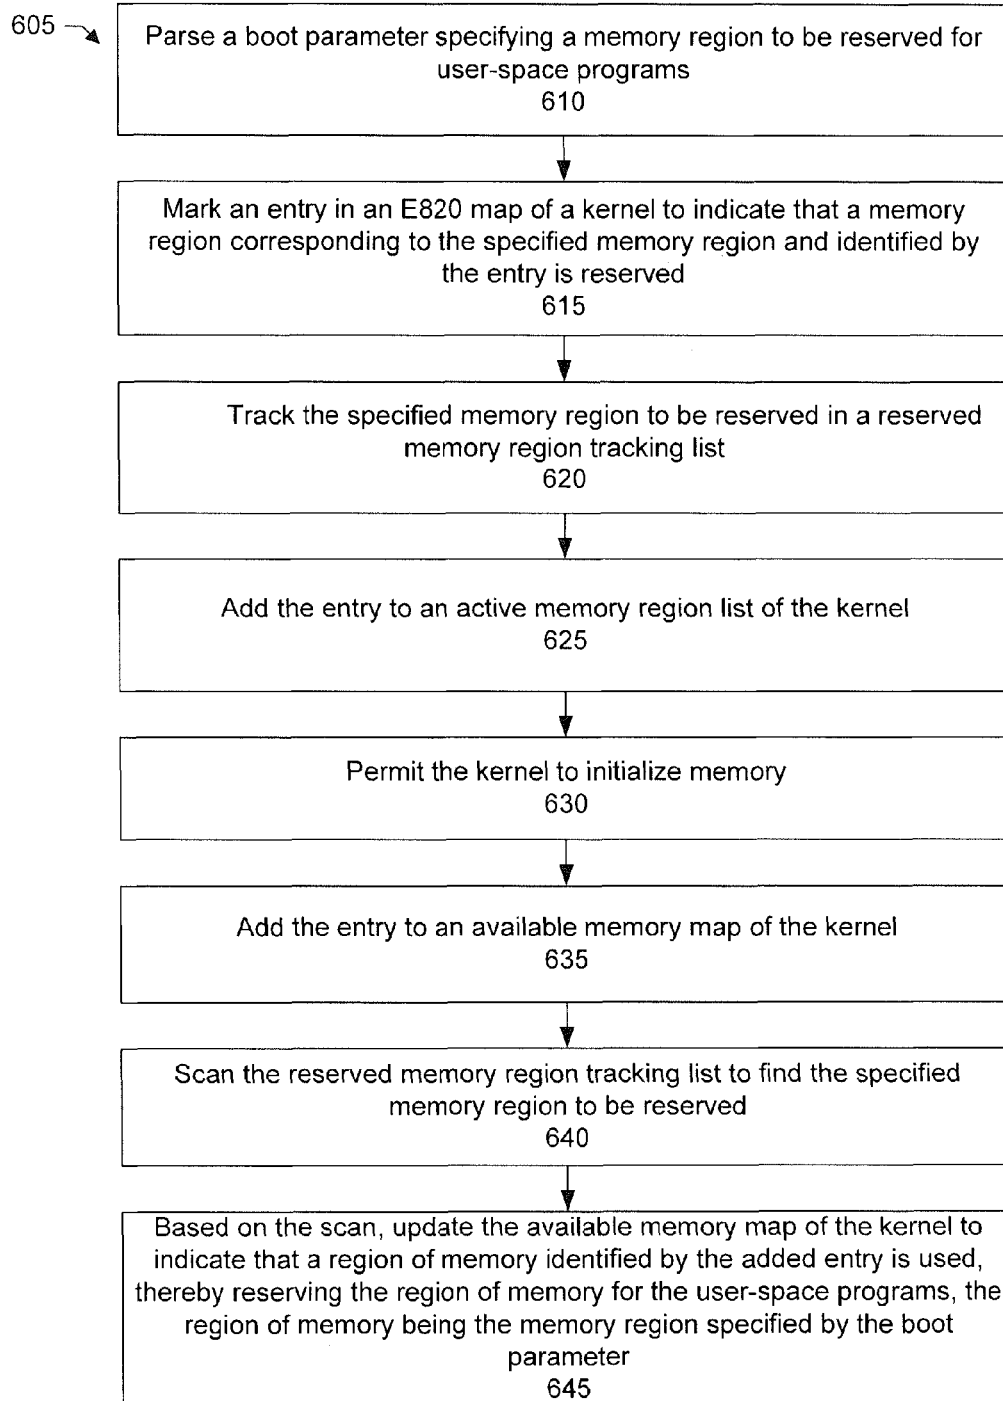 605
Parse a boot parameter specifying a memory region to be reserved for
user-space programs
610
Mark an entry in an E820 map of a kernel to indicate that a memory
region corresponding to the specified memory region and identified by
the entry is reserved
615
Track the specified memory region to be reserved in a reserved
memory region tracking list
620
Add the entry to an active memory region list of the kernel
625
Permit the kernel to initialize memory
630
Add the entry to an available memory map of the kernel
635
Scan the reserved memory region tracking list to find the specified
memory region to be reserved
640
Based on the scan, update the available memory map of the kernel to
indicate that a region of memory identified by the added entry is used,
thereby reserving the region of memory for the user-space programs, the
region of memory being the memory region specified by the boot
parameter
645